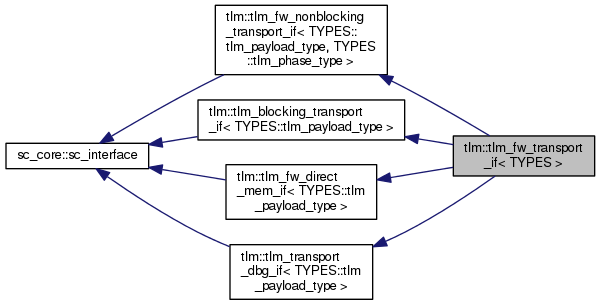 tlm::tlm_fw_nonblocking
_transport_if< TYPES::
tlm_payload_type, TYPES
::tlm_phase_type >
tlm::tlm_blocking_transport
_if< TYPES::tlm_payload_type >
sc_core::sc_interface
tlm::tlm_fw_transport
_if< TYPES >
tlm::tlm_fw_direct
_mem_if< TYPES::tlm
_payload_type >
tlm::tlm_transport
_dbg_if< TYPES::tlm
_payload_type >